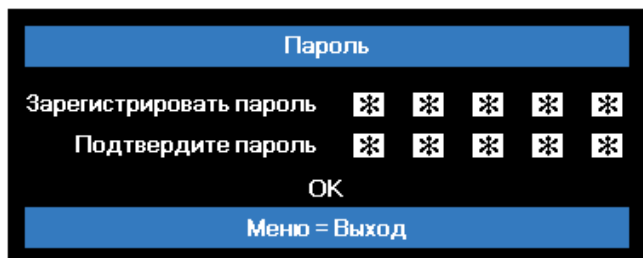 Пароль
Зарегистрировать пароль * * * * *
Подтвердите пароль * * * * *
OK
Меню = Выход